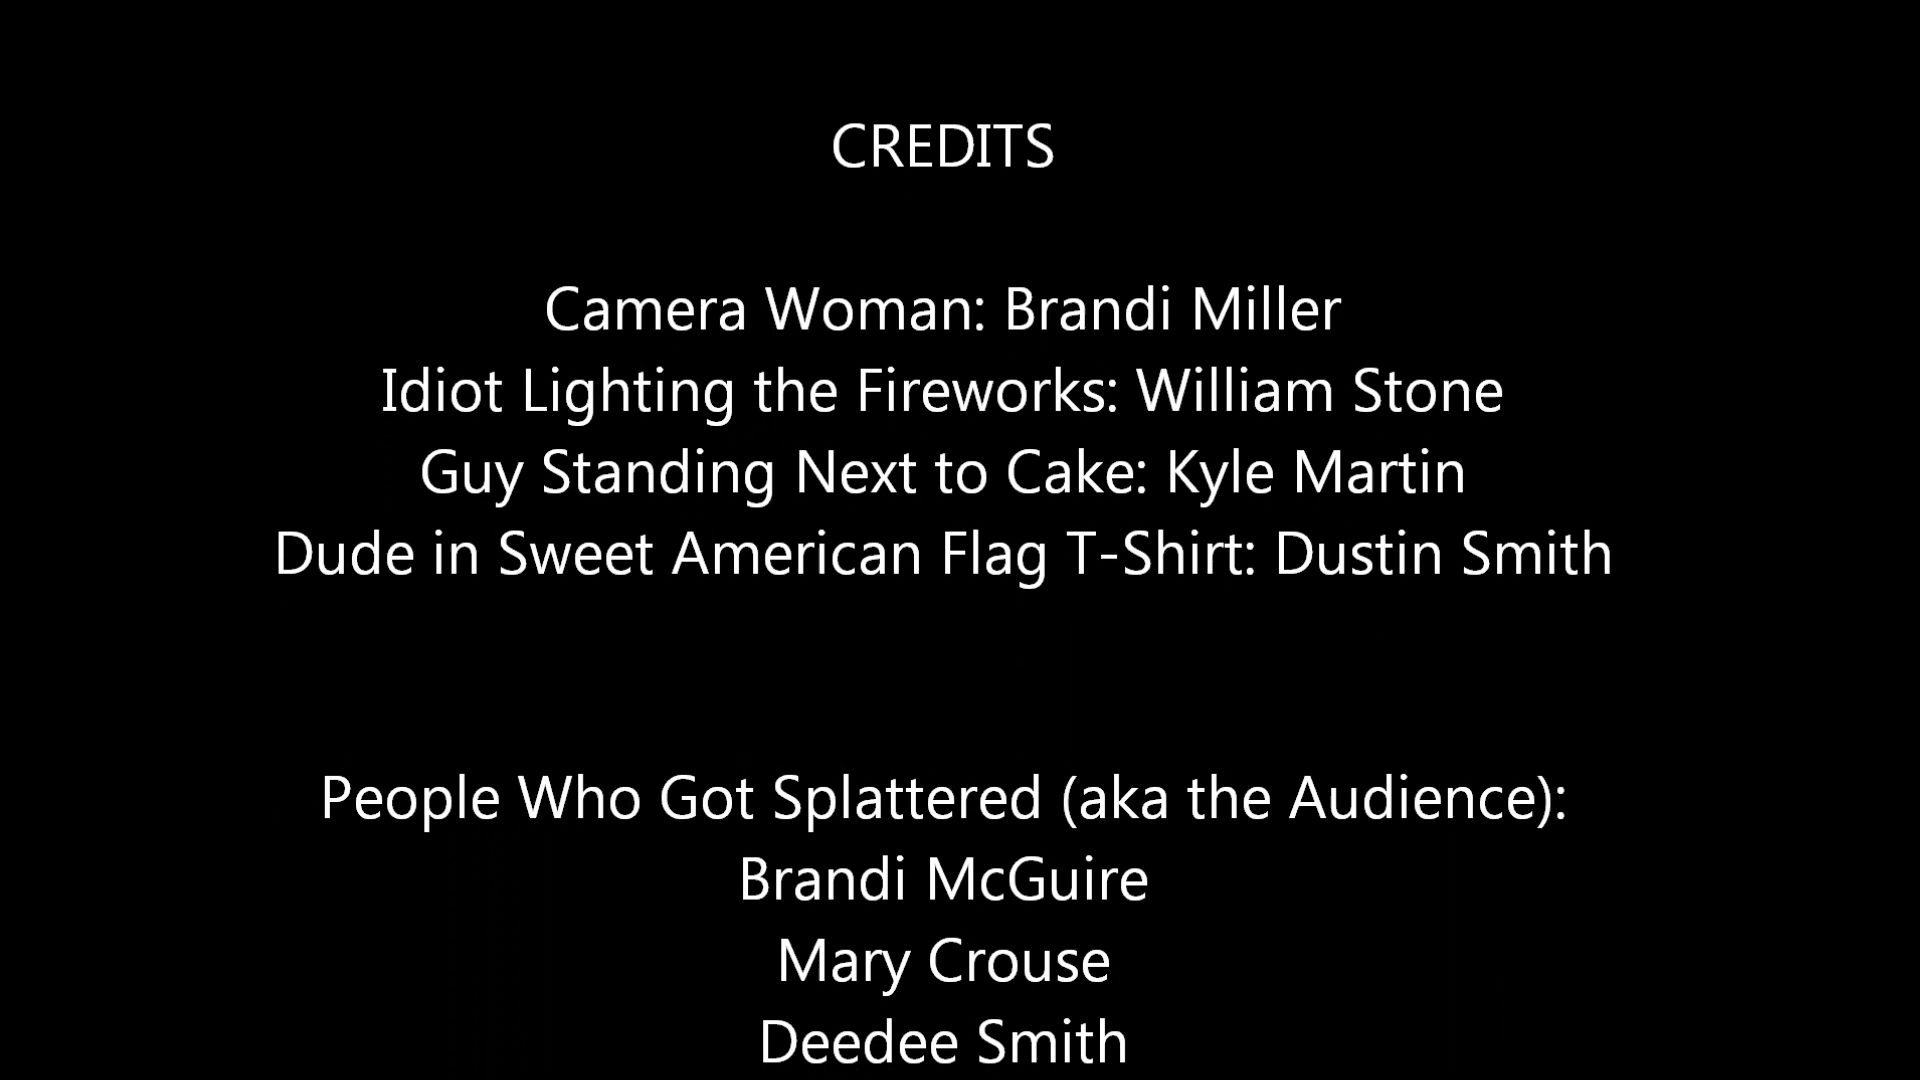 CREDITS
Camera Woman: Brandi Miller
Idiot Lighting the Fireworks: William Stone
Guy Standing Next to Cake: Kyle Martin
Dude in Sweet American Flag T-Shirt: Dustin Smith
People Who Got Splattered (aka the Audience):
Brandi McGuire
Mary Crouse
Deedee Smith